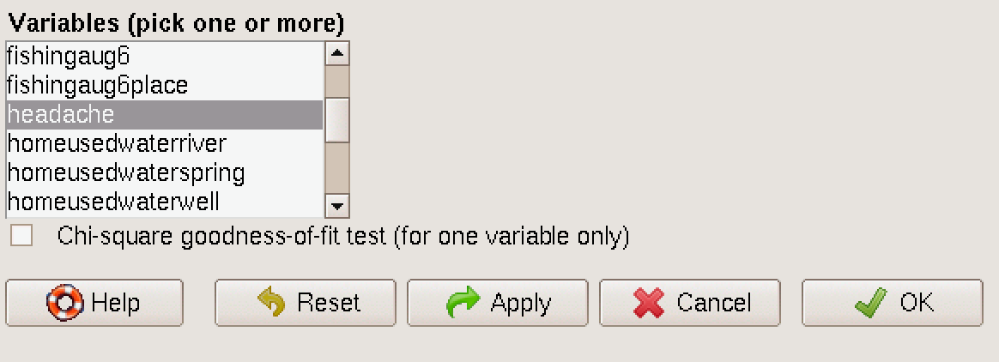 Variables (pick one or more)
fishingaug6
fishingaug6place
headache
homeusedwaterriver
homeusedwaterspring
homeusedwaterwell
Chi-square goodness-of-fit test (for one variable only)
Help Reset Apply Cancel OK